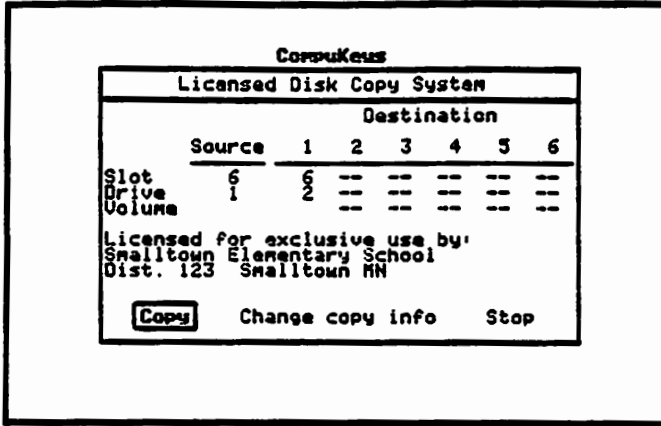 CompuKeys
Licensed Disk Copy System
Destination
Source 1 2 3 4 5 6
Slot 6 6 -- -- -- -- --
Drive 1 2 -- -- -- -- --
Volume -- -- -- -- --
Licensed for exclusive use by:
Smalltown Elementary School
Dist. 123 Smalltown MN
Copy Change copy info Stop